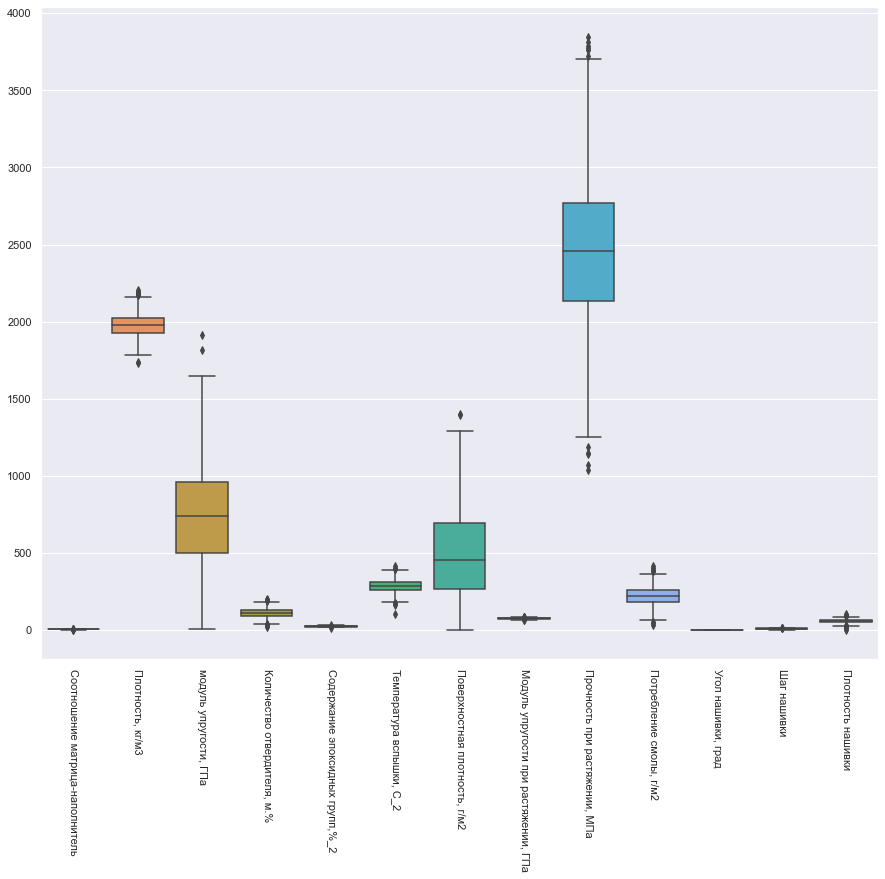 4000
3500
3000
2500
2000
1500
1000
500
0
Соотношение матрица-наполнитель
Плотность, кг/м3
модуль упругости, ГПа
Количество отвердителя, м.%
Содержание эпоксидных групп,%_2
Температура вспышки, С_2
Поверхностная плотность, г/м2
Модуль упругости при растяжении, ГПа
Прочность при растяжении, МПа
Потребление смолы, г/м2
Угол нашивки, град
Шаг нашивки
Плотность нашивки